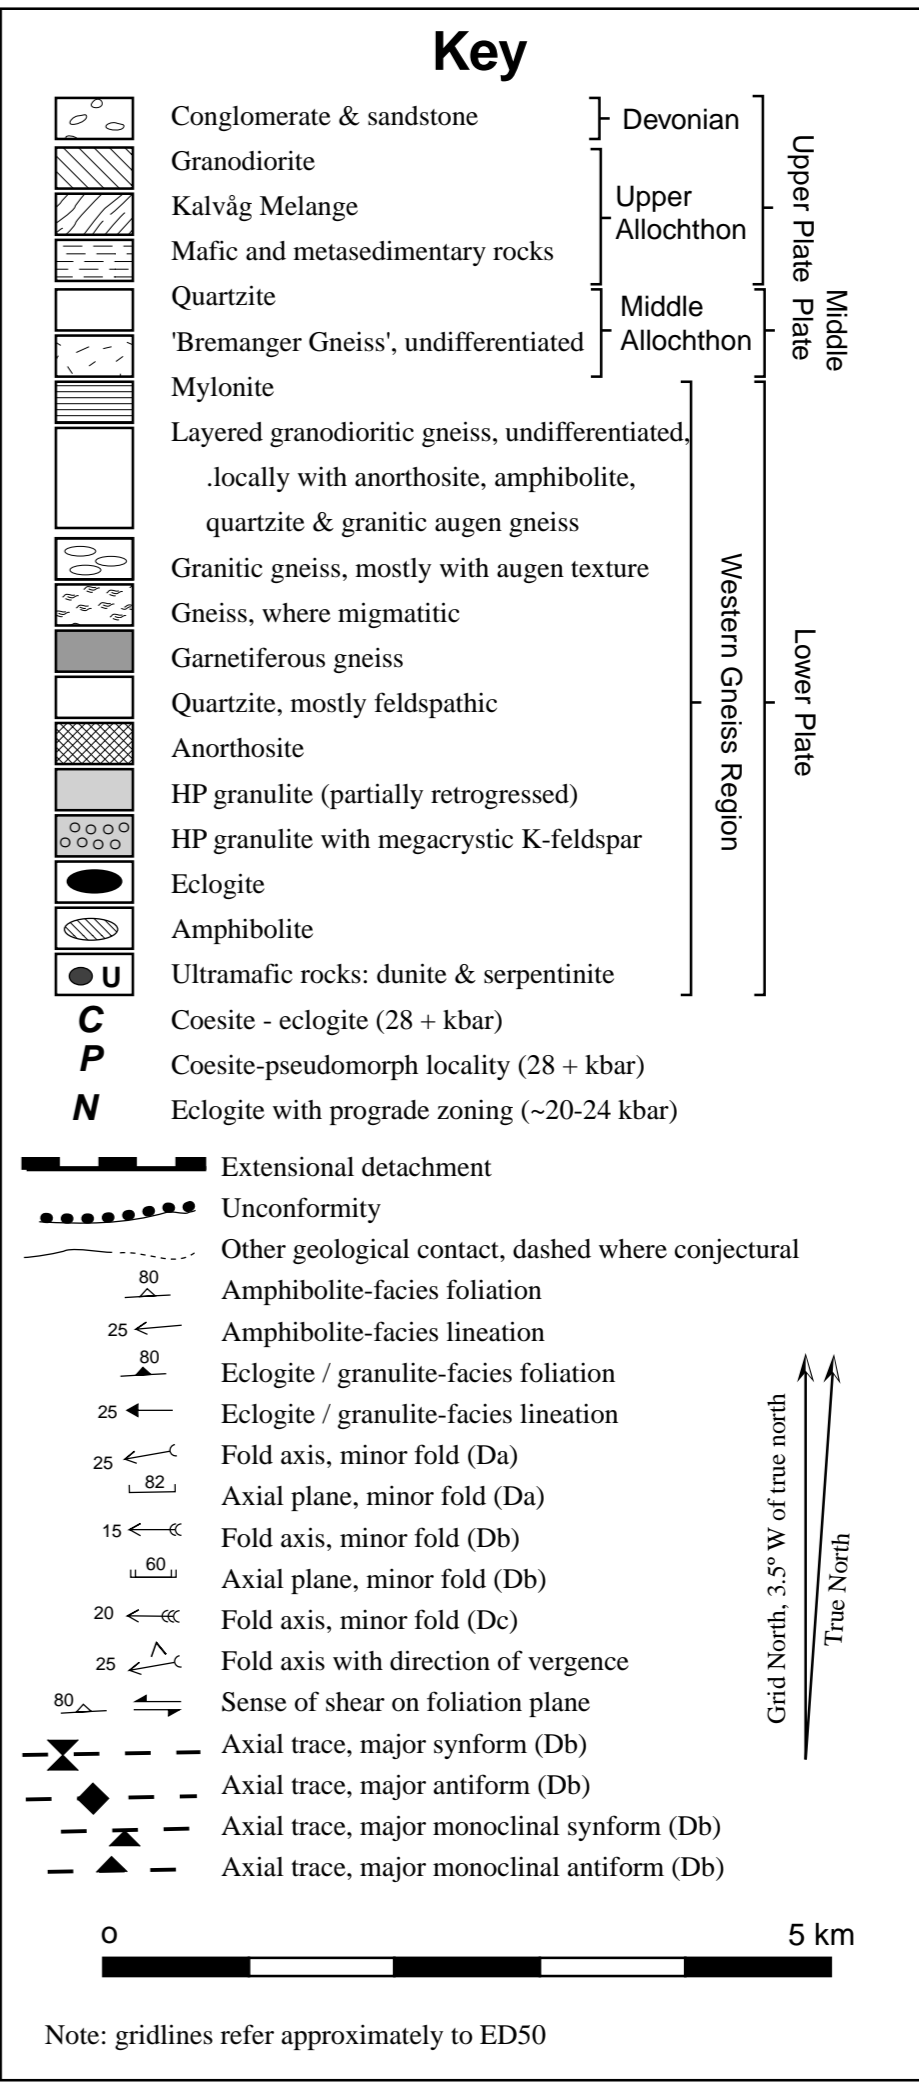 Key
Conglomerate & sandstone
Devonian
Granodiorite
Kalvåg Melange
Mafic and metasedimentary rocks
Upper
Allochthon
Upper Plate
Quartzite
'Bremanger Gneiss', undifferentiated
Middle
Allochthon
Middle
Plate
Mylonite
Layered granodioritic gneiss, undifferentiated,
.locally with anorthosite, amphibolite,
quartzite & granitic augen gneiss
Granitic gneiss, mostly with augen texture
Gneiss, where migmatitic
Garnetiferous gneiss
Quartzite, mostly feldspathic
Anorthosite
HP granulite (partially retrogressed)
HP granulite with megacrystic K-feldspar
Eclogite
Amphibolite
U Ultramafic rocks: dunite & serpentinite
Western Gneiss Region
Lower Plate
C Coesite - eclogite (28 + kbar)
P Coesite-pseudomorph locality (28 + kbar)
N Eclogite with prograde zoning (~20-24 kbar)
Extensional detachment
Unconformity
Other geological contact, dashed where conjectural
80 Amphibolite-facies foliation
25 Amphibolite-facies lineation
80 Eclogite / granulite-facies foliation
25 Eclogite / granulite-facies lineation
25 Fold axis, minor fold (Da)
82 Axial plane, minor fold (Da)
15 Fold axis, minor fold (Db)
60 Axial plane, minor fold (Db)
20 Fold axis, minor fold (Dc)
25 Fold axis with direction of vergence
80 Sense of shear on foliation plane
Axial trace, major synform (Db)
Axial trace, major antiform (Db)
Axial trace, major monoclinal synform (Db)
Axial trace, major monoclinal antiform (Db)
Grid North, 3.5º W of true north
True North
o 5 km
Note: gridlines refer approximately to ED50